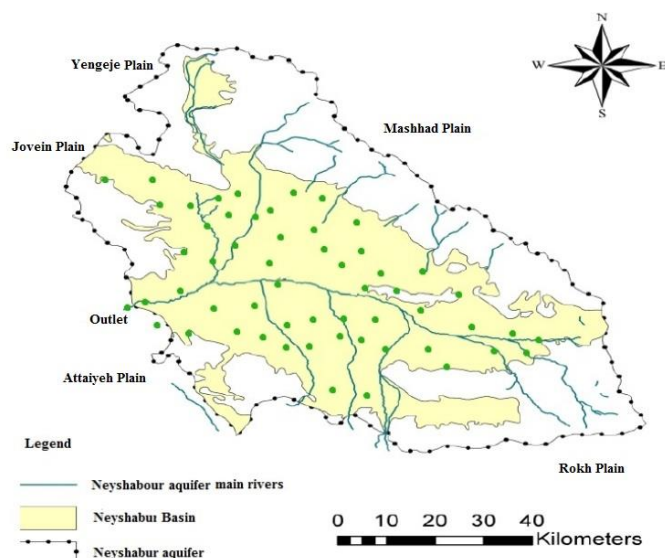 Yengeje Plain
N
W
E
S
Mashhad Plain
Jovein Plain
Outlet
Attaiyeh Plain
Legend
Rokh Plain
Neyshabour aquifer main rivers
Neyshabur Basin
Neyshabur aquifer
0 5 10 20 30 40
Kilometers